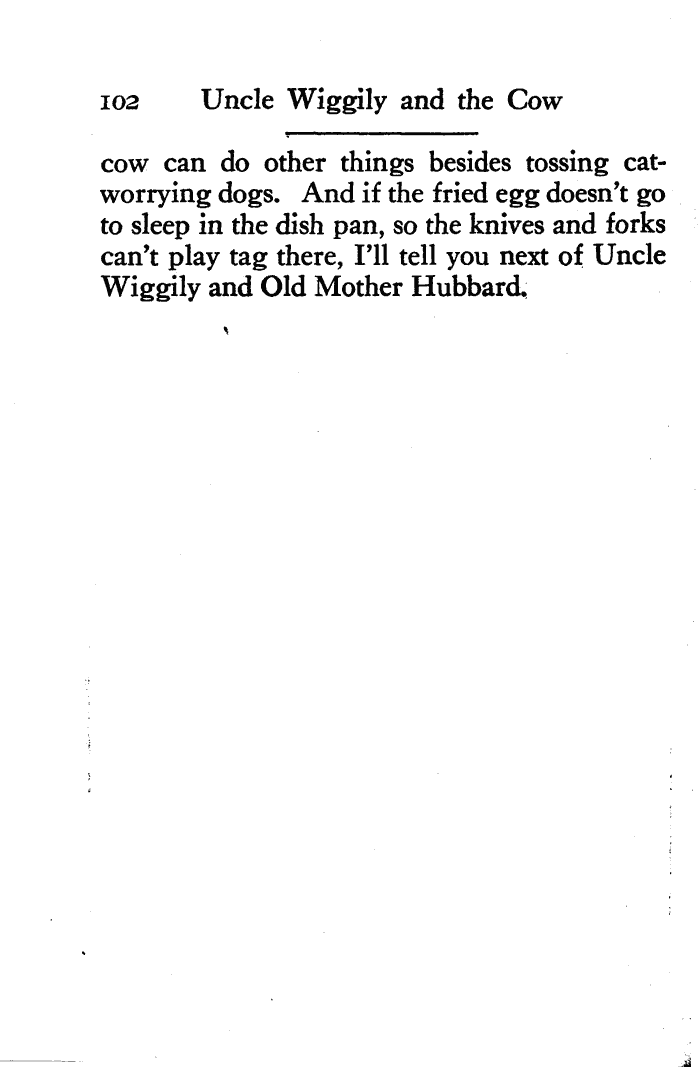 102 Uncle Wiggily and the Cow
cow can do other things besides tossing cat-
worrying dogs. And if the fried egg doesn't go
to sleep in the dish pan, so the knives and forks
can't play tag there, I'll tell you next of Uncle
Wiggily and Old Mother Hubbard.